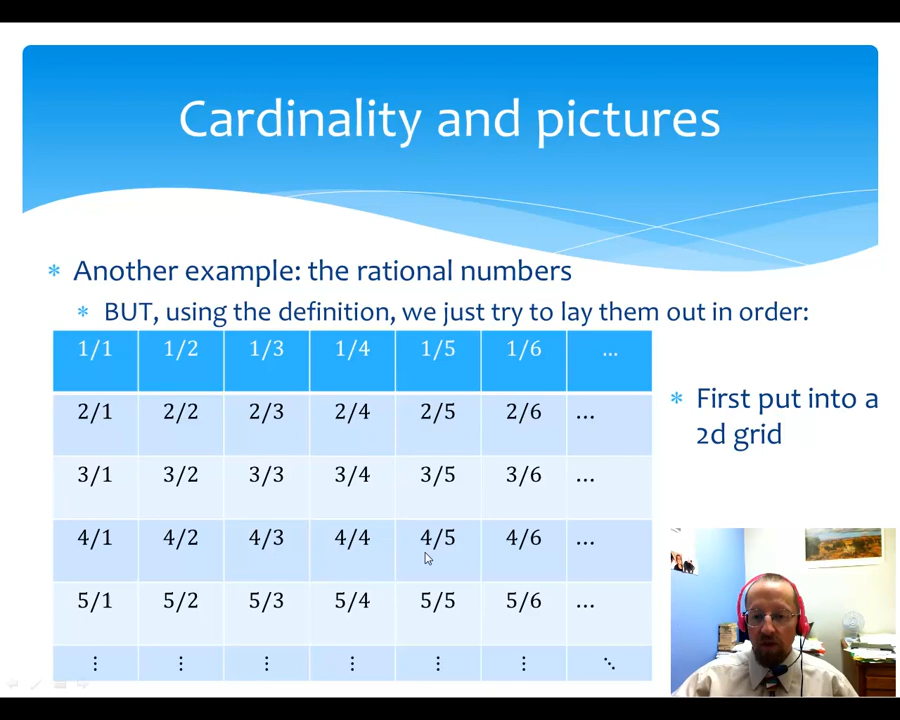 Cardinality and pictures
* Another example: the rational numbers
* BUT, using the definition, we just try to lay them out in order:
1/1 1/2 1/3 1/4 1/5 1/6 ...
2/1 2/2 2/3 2/4 2/5 2/6 ...
3/1 3/2 3/3 3/4 3/5 3/6 ...
4/1 4/2 4/3 4/4 4/5 4/6 ...
5/1 5/2 5/3 5/4 5/5 5/6 ...
⋮ ⋮ ⋮ ⋮ ⋮ ⋮ ⋱
* First put into a
2d grid